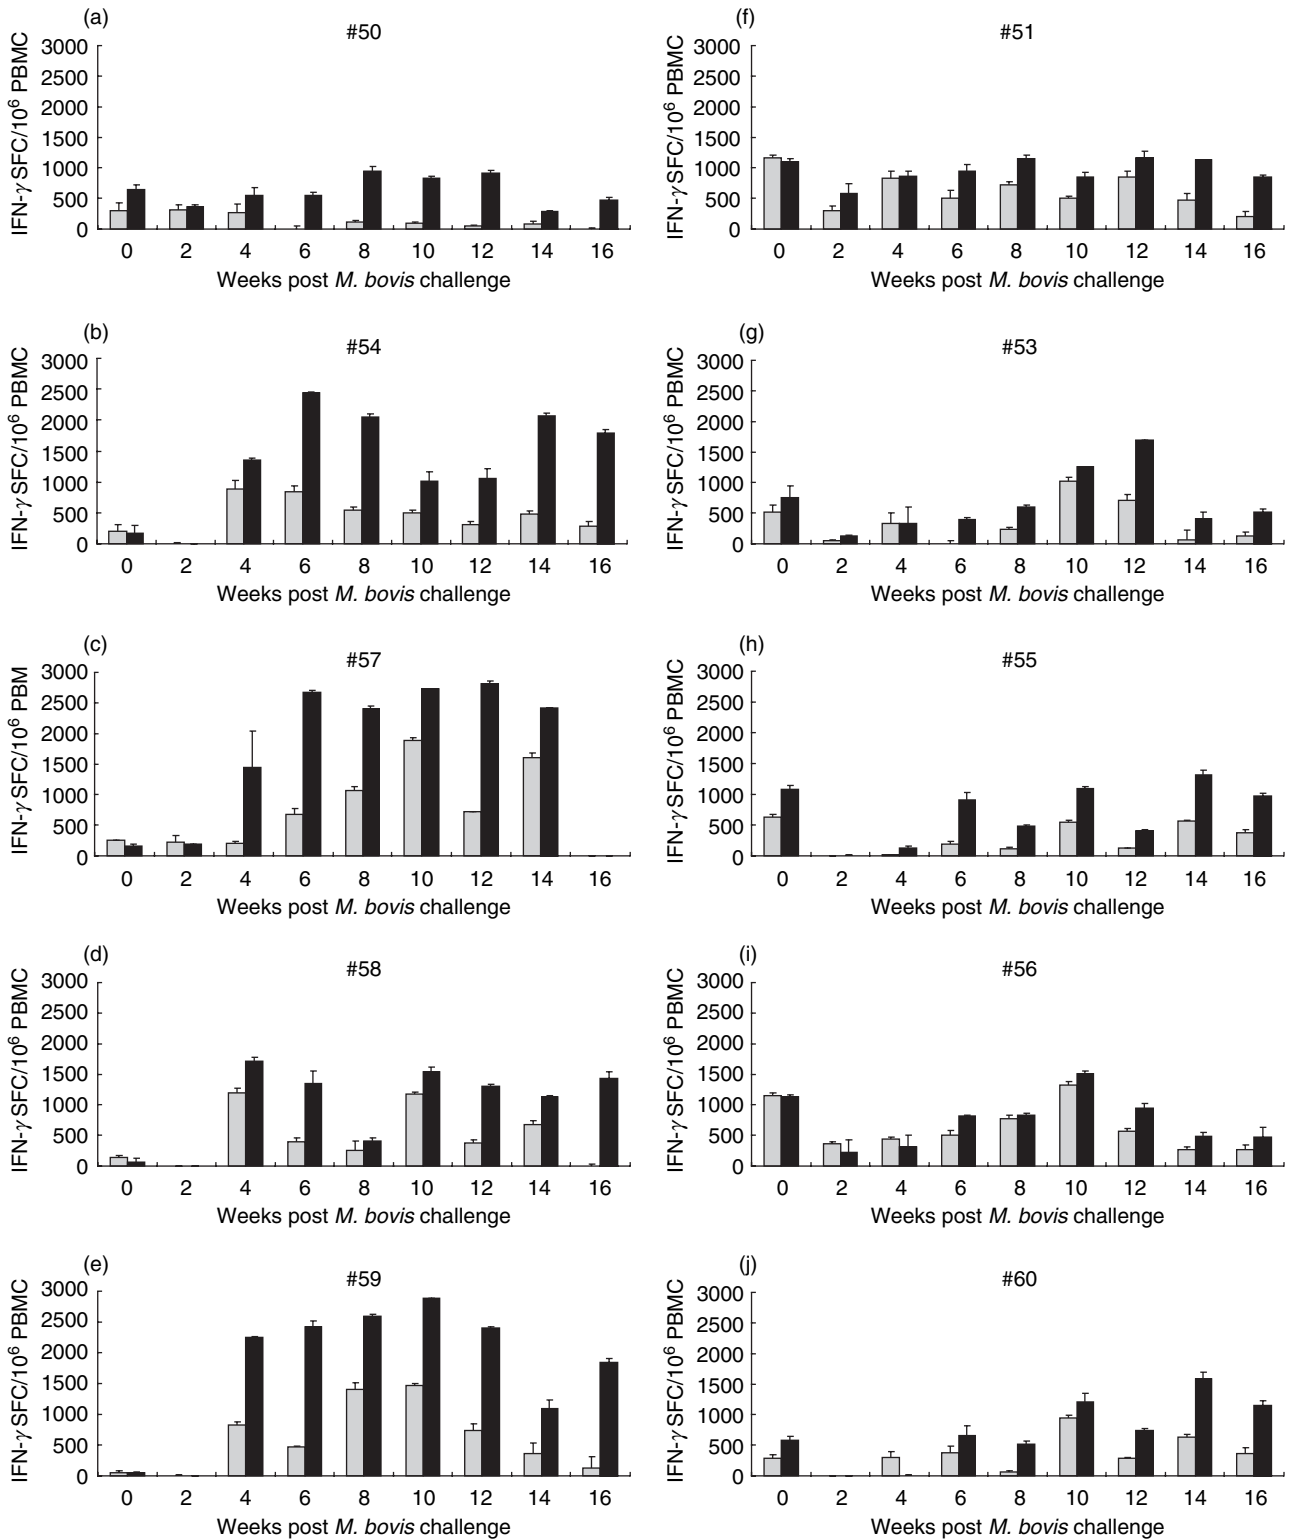 (a)
#50
IFN-γ SFC/10⁶ PBMC
3000
2500
2000
1500
1000
500
0
0 2 4 6 8 10 12 14 16
Weeks post M. bovis challenge
(f)
#51
IFN-γ SFC/10⁶ PBMC
3000
2500
2000
1500
1000
500
0
0 2 4 6 8 10 12 14 16
Weeks post M. bovis challenge
(b)
#54
IFN-γ SFC/10⁶ PBMC
3000
2500
2000
1500
1000
500
0
0 2 4 6 8 10 12 14 16
Weeks post M. bovis challenge
(g)
#53
IFN-γ SFC/10⁶ PBMC
3000
2500
2000
1500
1000
500
0
0 2 4 6 8 10 12 14 16
Weeks post M. bovis challenge
(c)
#57
IFN-γ SFC/10⁶ PBM
3000
2500
2000
1500
1000
500
0
0 2 4 6 8 10 12 14 16
Weeks post M. bovis challenge
(h)
#55
IFN-γ SFC/10⁶ PBMC
3000
2500
2000
1500
1000
500
0
0 2 4 6 8 10 12 14 16
Weeks post M. bovis challenge
(d)
#58
IFN-γ SFC/10⁶ PBMC
3000
2500
2000
1500
1000
500
0
0 2 4 6 8 10 12 14 16
Weeks post M. bovis challenge
(i)
#56
IFN-γ SFC/10⁶ PBMC
3000
2500
2000
1500
1000
500
0
0 2 4 6 8 10 12 14 16
Weeks post M. bovis challenge
(e)
#59
IFN-γ SFC/10⁶ PBMC
3000
2500
2000
1500
1000
500
0
0 2 4 6 8 10 12 14 16
Weeks post M. bovis challenge
(j)
#60
IFN-γ SFC/10⁶ PBMC
3000
2500
2000
1500
1000
500
0
0 2 4 6 8 10 12 14 16
Weeks post M. bovis challenge